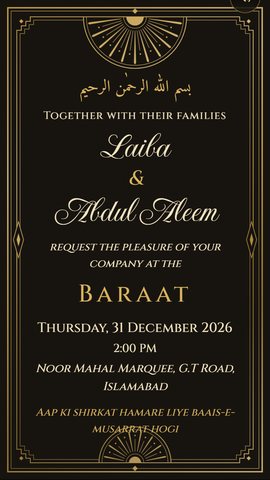 بسم الله الرحمٰن الرحيم
Together with their families
Laiba
&
Abdul Aleem
request the pleasure of your
company at the
Baraat
Thursday, 31 December 2026
2:00 PM
Noor Mahal Marquee, G.T Road,
Islamabad
Aap ki shirkat hamare liye baais-e-
musarrat hogi